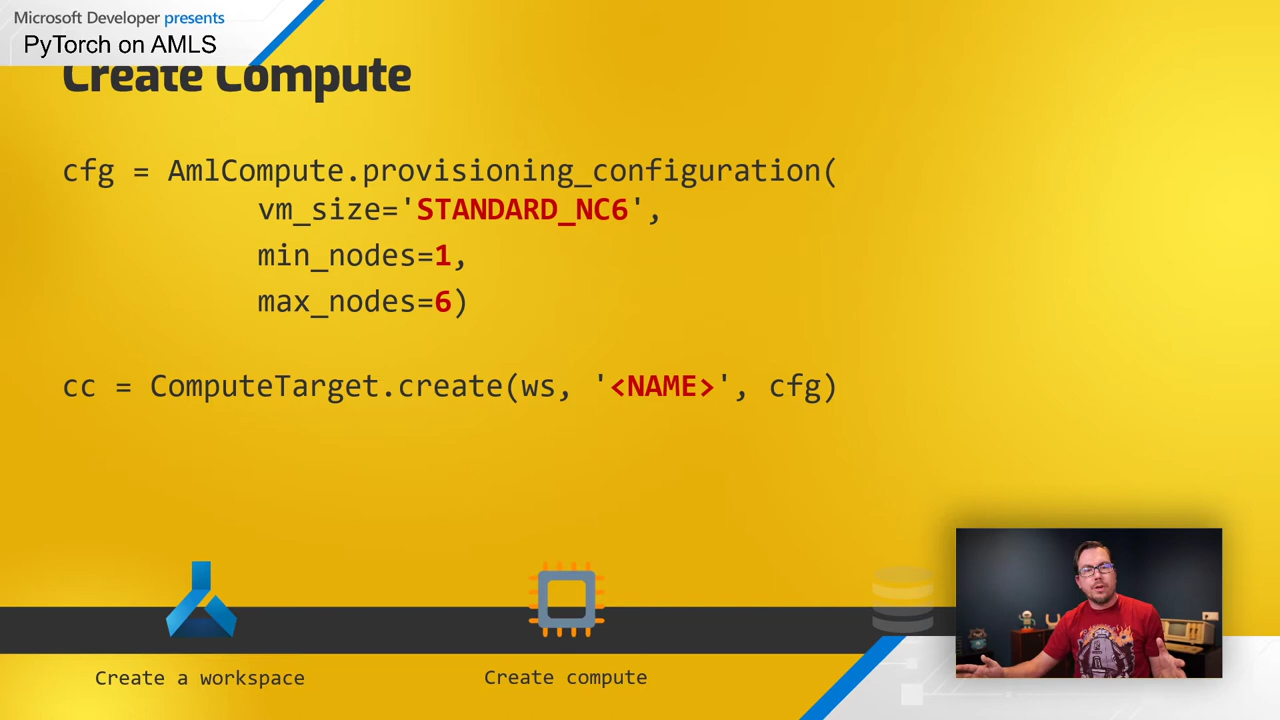 Microsoft Developer presents
PyTorch on AMLS
Create Compute
cfg = AmlCompute.provisioning_configuration(
vm_size='STANDARD_NC6',
min_nodes=1,
max_nodes=6)
cc = ComputeTarget.create(ws, '<NAME>', cfg)
Create a workspace
Create compute